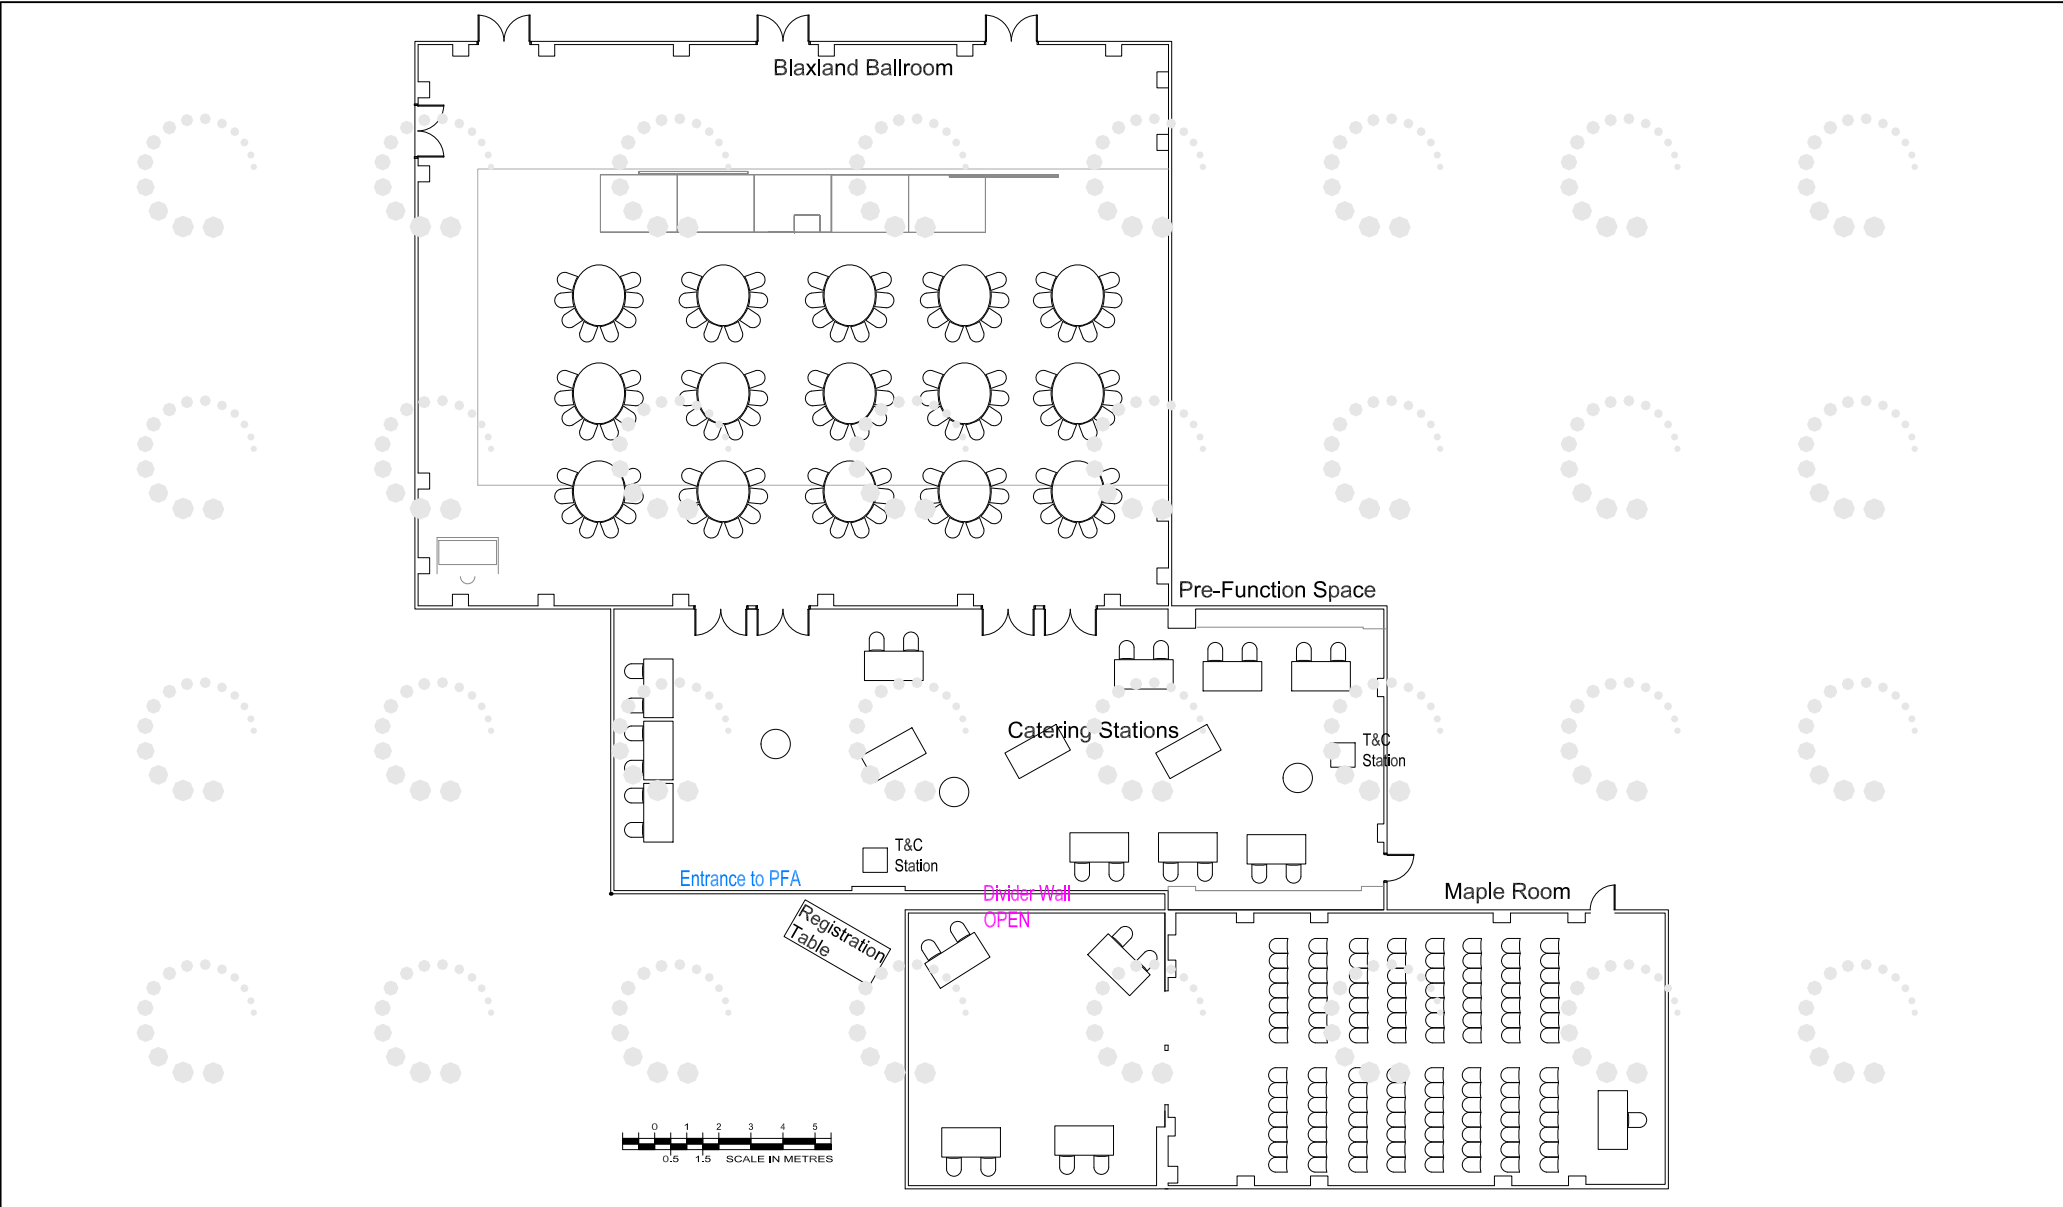 Blaxland Ballroom
Pre-Function Space
Catering Stations
T&C
Station
T&C
Station
Entrance to PFA
Divider Wall
OPEN
Maple Room
Registration
Table
0 1 2 3 4 5
0.5 1.5 SCALE IN METRES